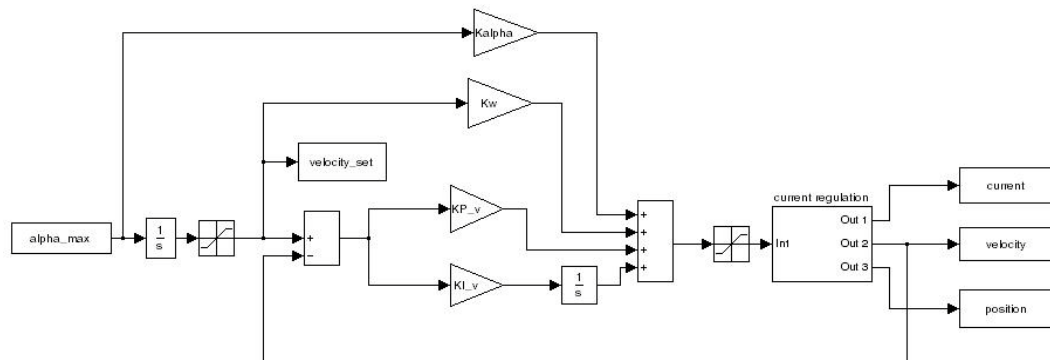 Kalpha
Kw
velocity_set
alpha_max
1
s
+
−
KP_v
KI_v
1
s
+
+
+
+
current regulation
Int
Out 1
Out 2
Out 3
current
velocity
position